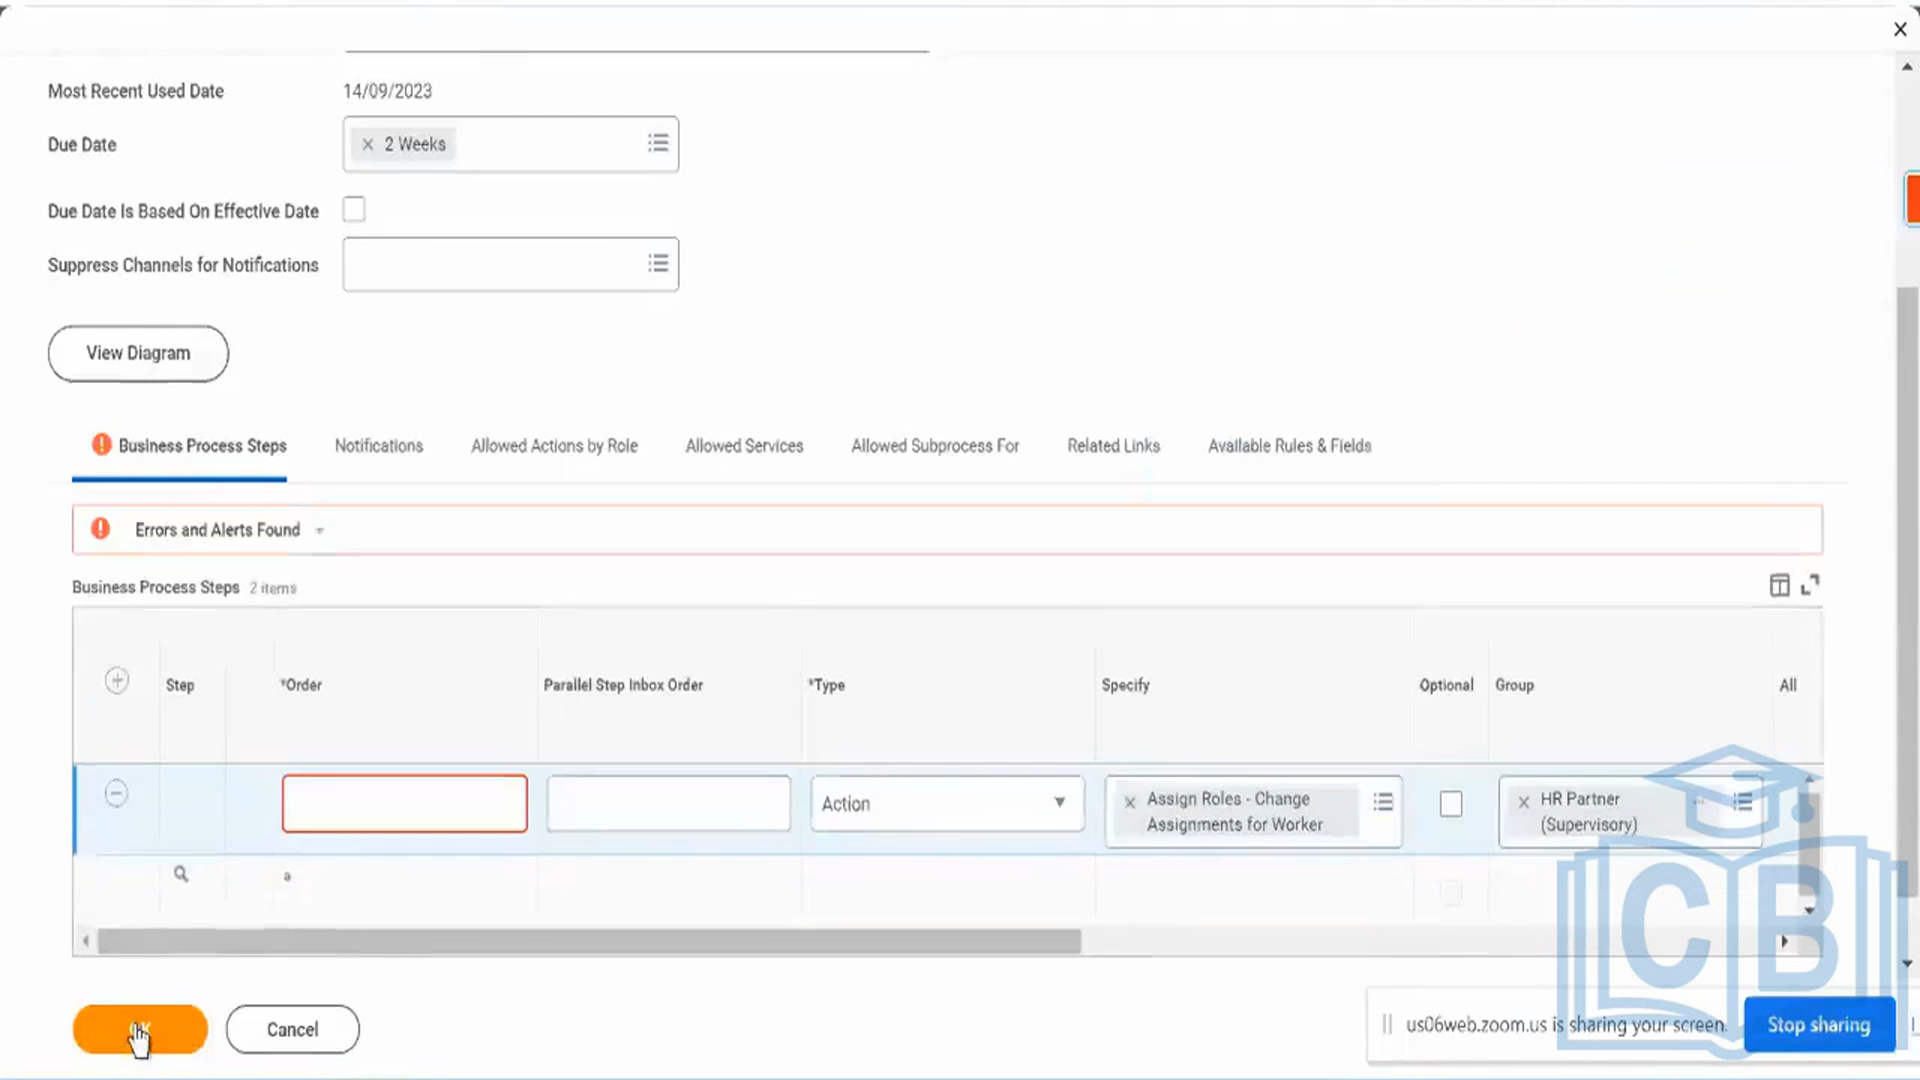 Most Recent Used Date 14/09/2023
Due Date × 2 Weeks
Due Date Is Based On Effective Date
Suppress Channels for Notifications
View Diagram
Business Process Steps Notifications Allowed Actions by Role Allowed Services Allowed Subprocess For Related Links Available Rules & Fields
Errors and Alerts Found
Business Process Steps 2 items
Step *Order Parallel Step Inbox Order *Type Specify Optional Group All
Action × Assign Roles - Change × HR Partner
Assignments for Worker (Supervisory)
a
OK Cancel
us06web.zoom.us is sharing your screen. Stop sharing
CB